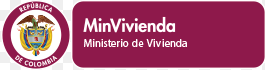 REPÚBLICA
DE COLOMBIA
MinVivienda
Ministerio de Vivienda